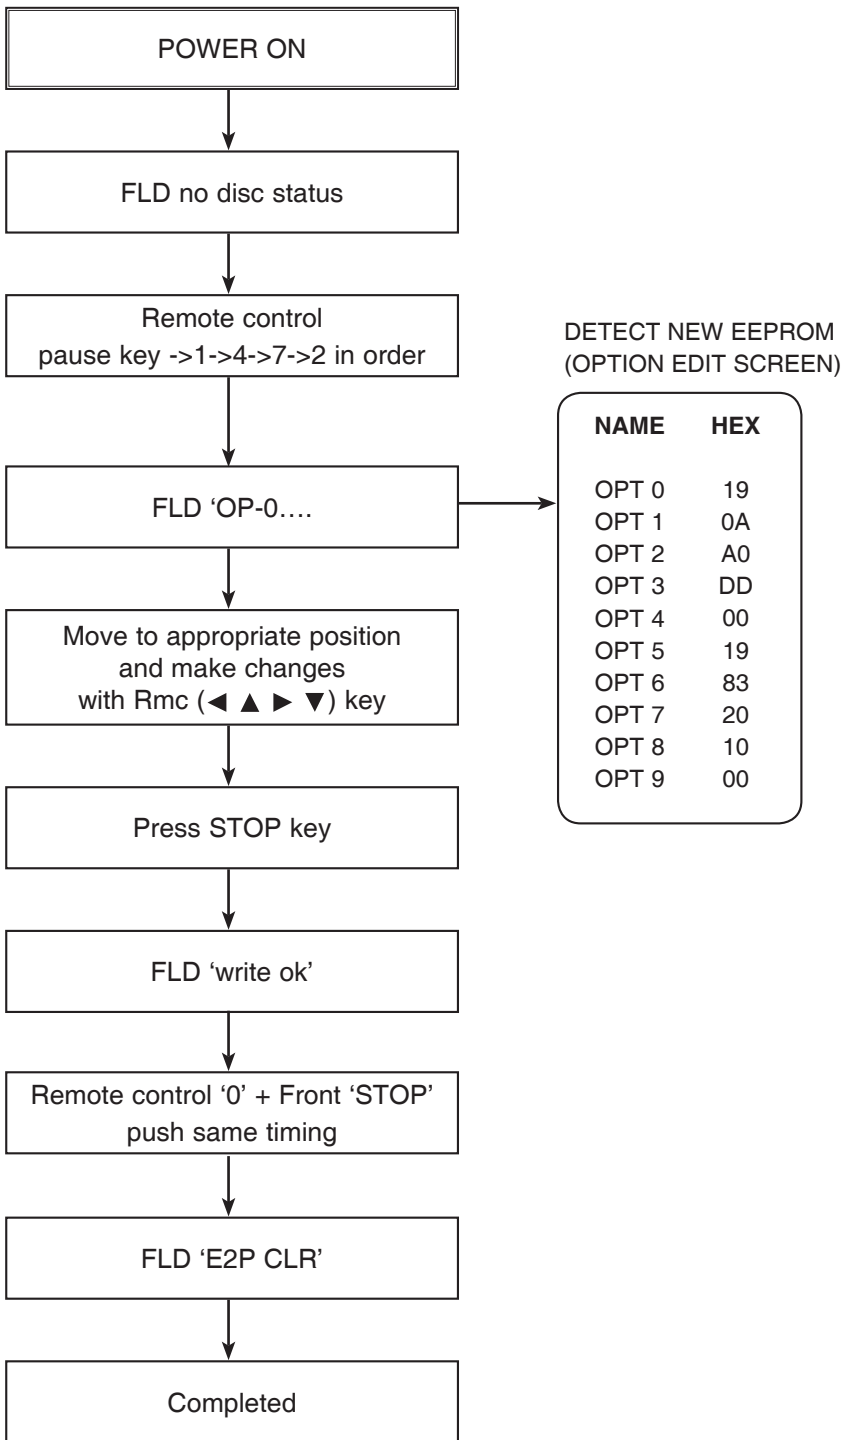 POWER ON
FLD no disc status
Remote control
pause key ->1->4->7->2 in order
FLD ‘OP-0....
DETECT NEW EEPROM
(OPTION EDIT SCREEN)
NAME HEX
OPT 0 19
OPT 1 0A
OPT 2 A0
OPT 3 DD
OPT 4 00
OPT 5 19
OPT 6 83
OPT 7 20
OPT 8 10
OPT 9 00
Move to appropriate position
and make changes
with Rmc (◀ ▲ ▶ ▼) key
Press STOP key
FLD ‘write ok’
Remote control ‘0’ + Front ‘STOP’
push same timing
FLD ‘E2P CLR’
Completed